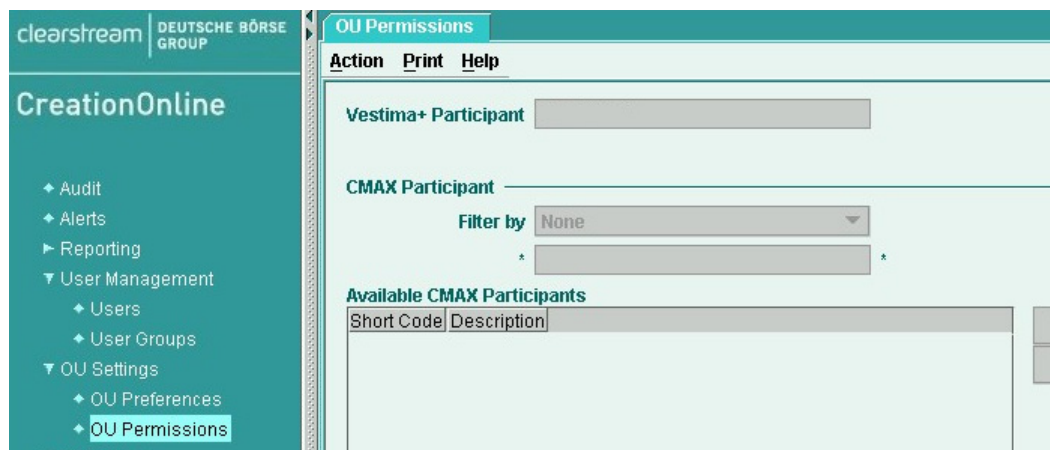 clearstream DEUTSCHE BÖRSE GROUP
CreationOnline
Audit
Alerts
Reporting
User Management
Users
User Groups
OU Settings
OU Preferences
OU Permissions
OU Permissions
Action Print Help
Vestima+ Participant
CMAX Participant
Filter by None
* *
Available CMAX Participants
Short Code Description